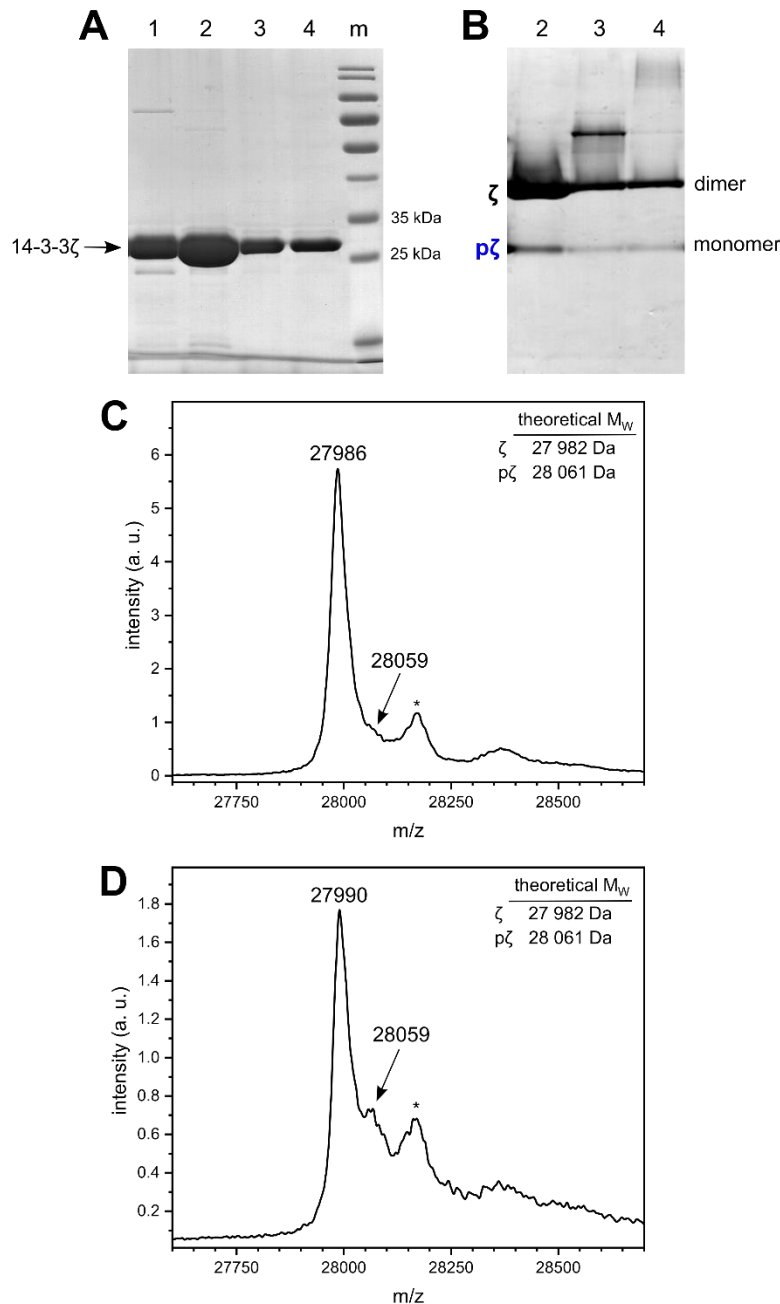 A
1 2 3 4 m
14-3-3ζ
35 kDa
25 kDa
B
2 3 4
ζ
dimer
pζ
monomer
C
theoretical MW
ζ 27 982 Da
pζ 28 061 Da
27986
28059
*
6
5
4
3
2
1
0
intensity (a. u.)
27750 28000 28250 28500
m/z
D
theoretical MW
ζ 27 982 Da
pζ 28 061 Da
27990
28059
*
1.8
1.6
1.4
1.2
1.0
0.8
0.6
0.4
0.2
intensity (a. u.)
27750 28000 28250 28500
m/z